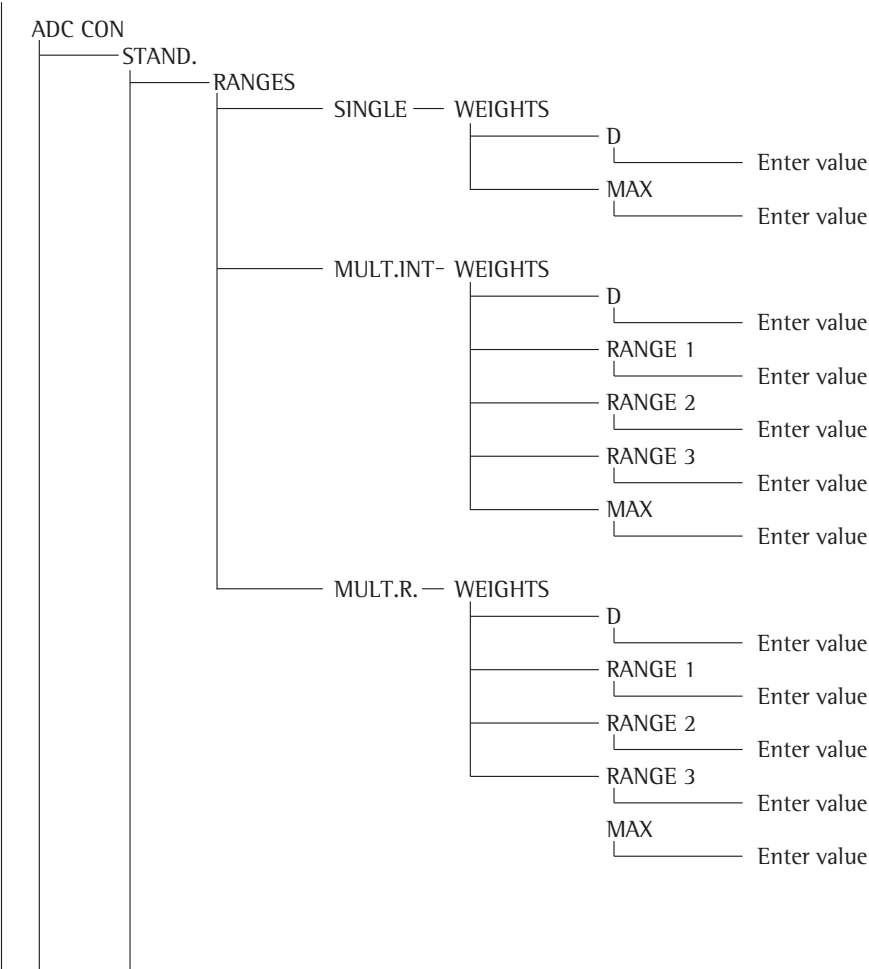 ADC CON
STAND.
RANGES
SINGLE WEIGHTS
D
Enter value
MAX
Enter value
MULT.INT WEIGHTS
D
Enter value
RANGE 1
Enter value
RANGE 2
Enter value
RANGE 3
Enter value
MAX
Enter value
MULT.R. WEIGHTS
D
Enter value
RANGE 1
Enter value
RANGE 2
Enter value
RANGE 3
Enter value
MAX
Enter value